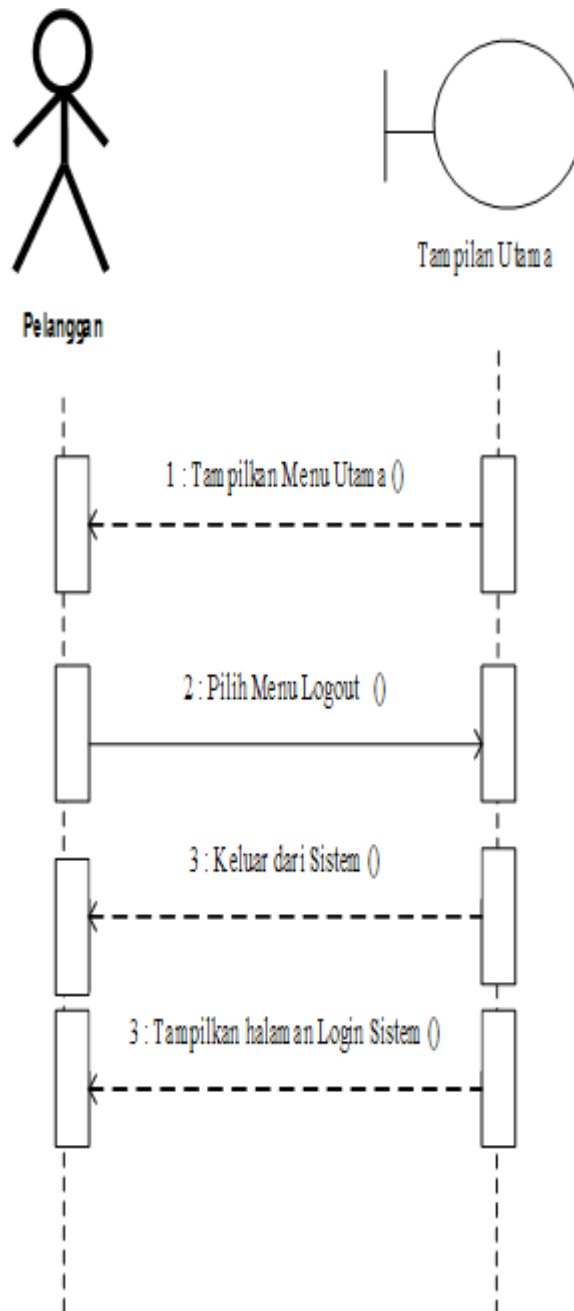 Tampilan Utama
Pelanggan
1 : Tampilkan Menu Utama ()
2 : Pilih Menu Logout ()
3 : Keluar dari Sistem ()
3 : Tampilkan halaman Login Sistem ()